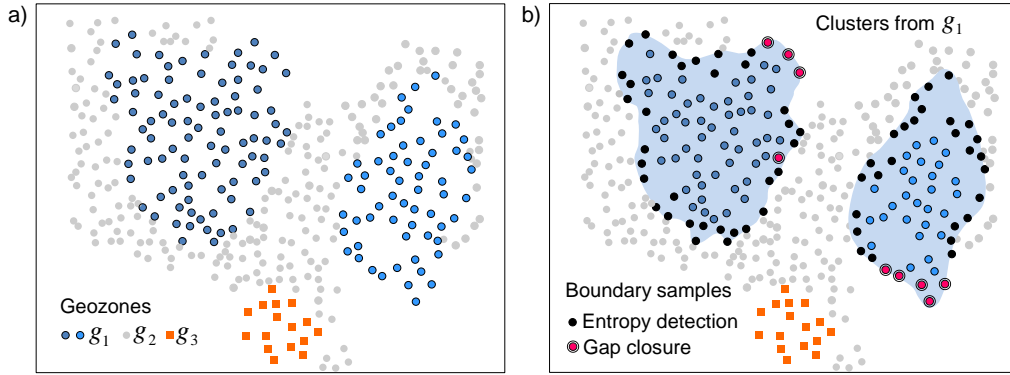 a)
Geozones
g1 g2 g3
b)
Clusters from g1
Boundary samples
Entropy detection
Gap closure